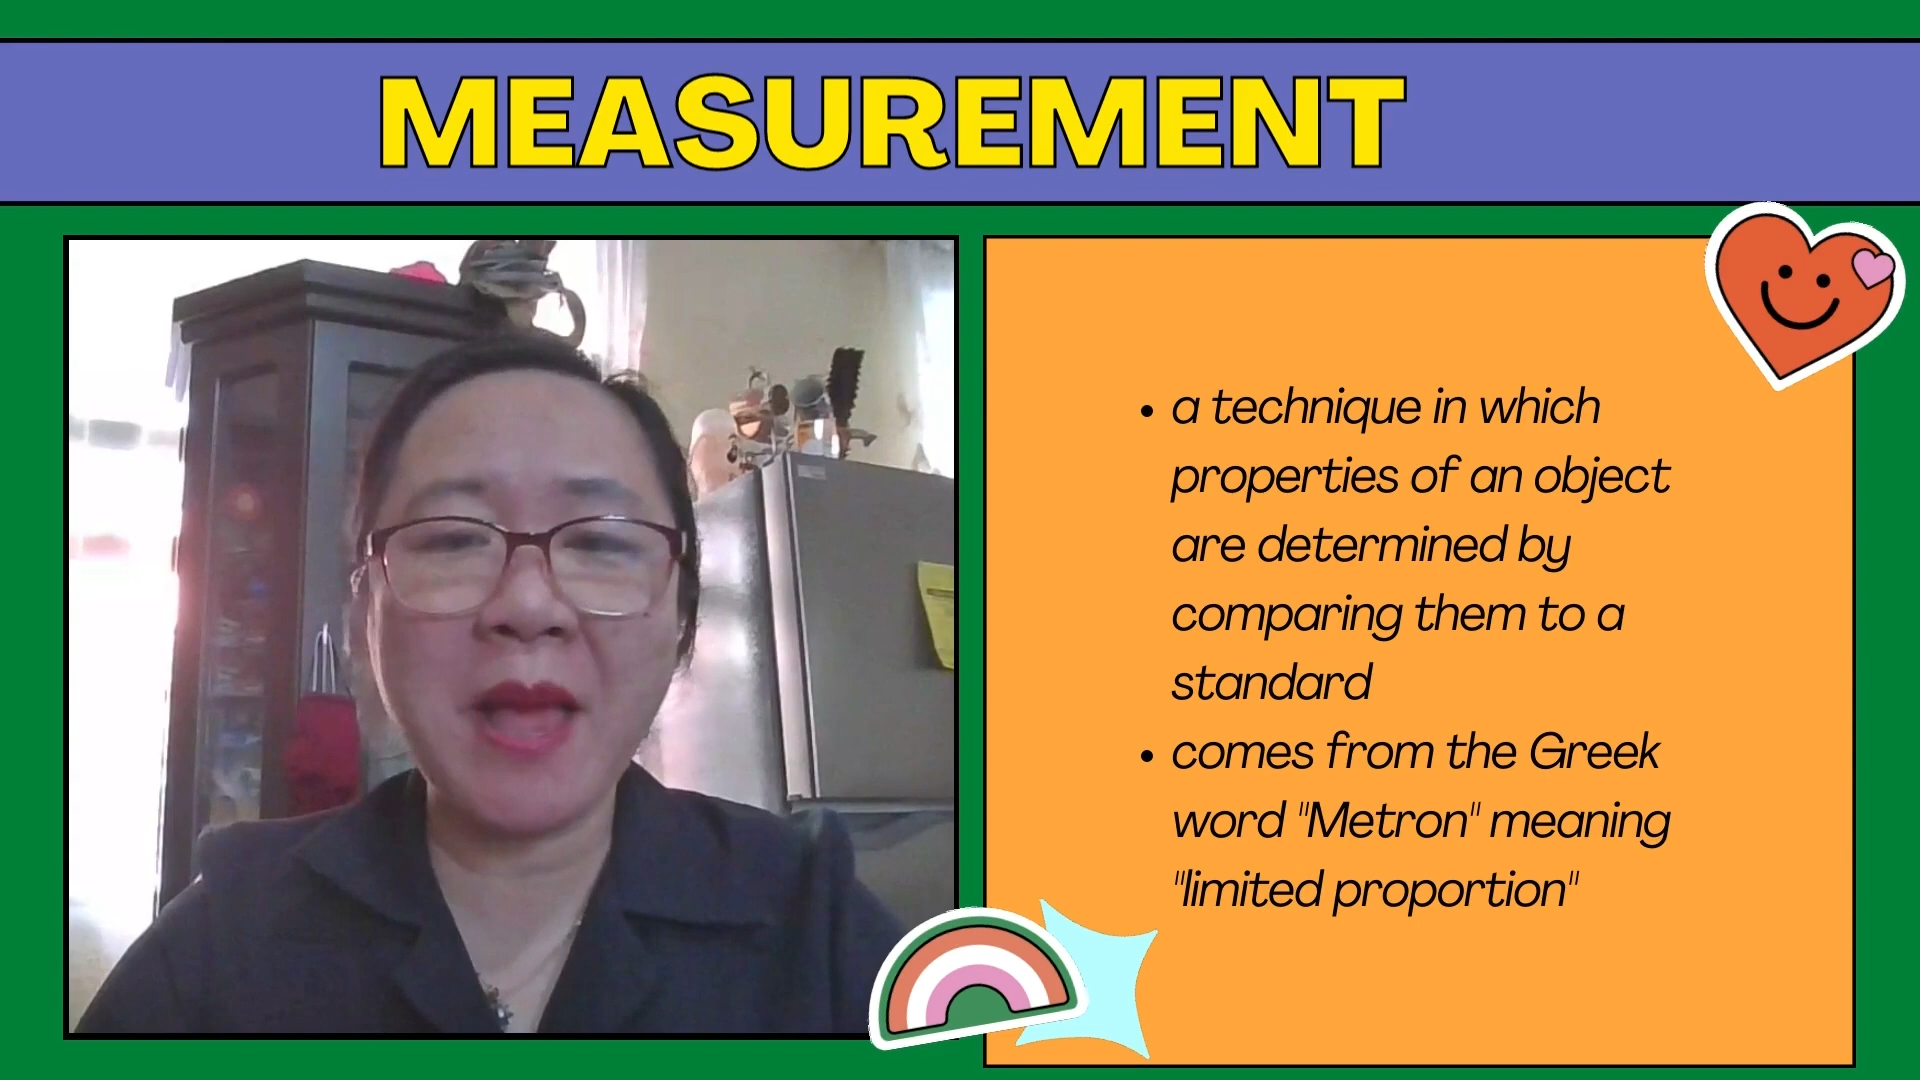 MEASUREMENT
• a technique in which
properties of an object
are determined by
comparing them to a
standard
• comes from the Greek
word "Metron" meaning
"limited proportion"